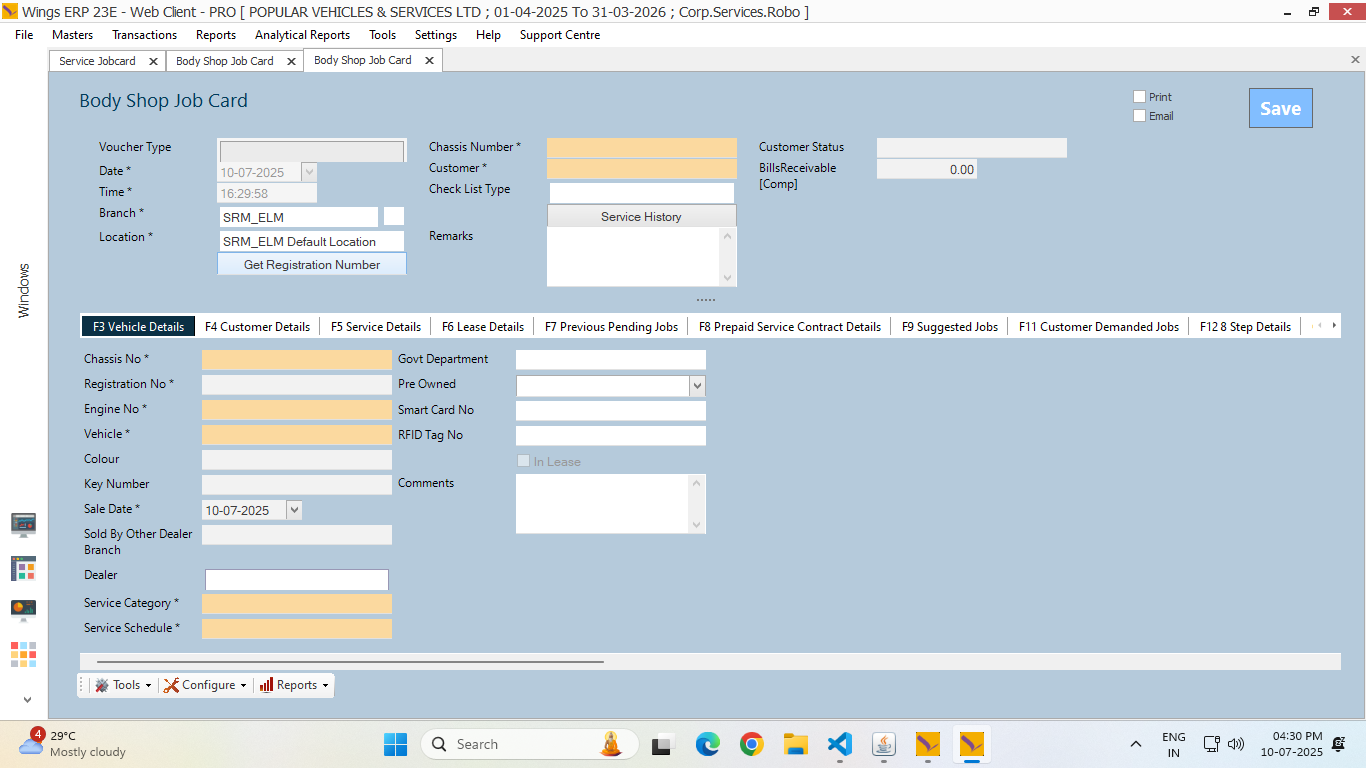 Wings ERP 23E - Web Client - PRO [ POPULAR VEHICLES & SERVICES LTD ; 01-04-2025 To 31-03-2026 ; Corp.Services.Robo ]
File Masters Transactions Reports Analytical Reports Tools Settings Help Support Centre
Service Jobcard Body Shop Job Card Body Shop Job Card
Body Shop Job Card
Print
Email
Save
Voucher Type
Date * 10-07-2025
Time * 16:29:58
Branch * SRM_ELM
Location * SRM_ELM Default Location
Get Registration Number
Chassis Number *
Customer *
Check List Type
Service History
Remarks
Customer Status
BillsReceivable [Comp] 0.00
Windows
F3 Vehicle Details F4 Customer Details F5 Service Details F6 Lease Details F7 Previous Pending Jobs F8 Prepaid Service Contract Details F9 Suggested Jobs F11 Customer Demanded Jobs F12 8 Step Details
Chassis No *
Registration No *
Engine No *
Vehicle *
Colour
Key Number
Sale Date * 10-07-2025
Sold By Other Dealer
Branch
Dealer
Service Category *
Service Schedule *
Govt Department
Pre Owned
Smart Card No
RFID Tag No
In Lease
Comments
Tools Configure Reports
4
29°C
Mostly cloudy
Search
ENG
IN
04:30 PM
10-07-2025